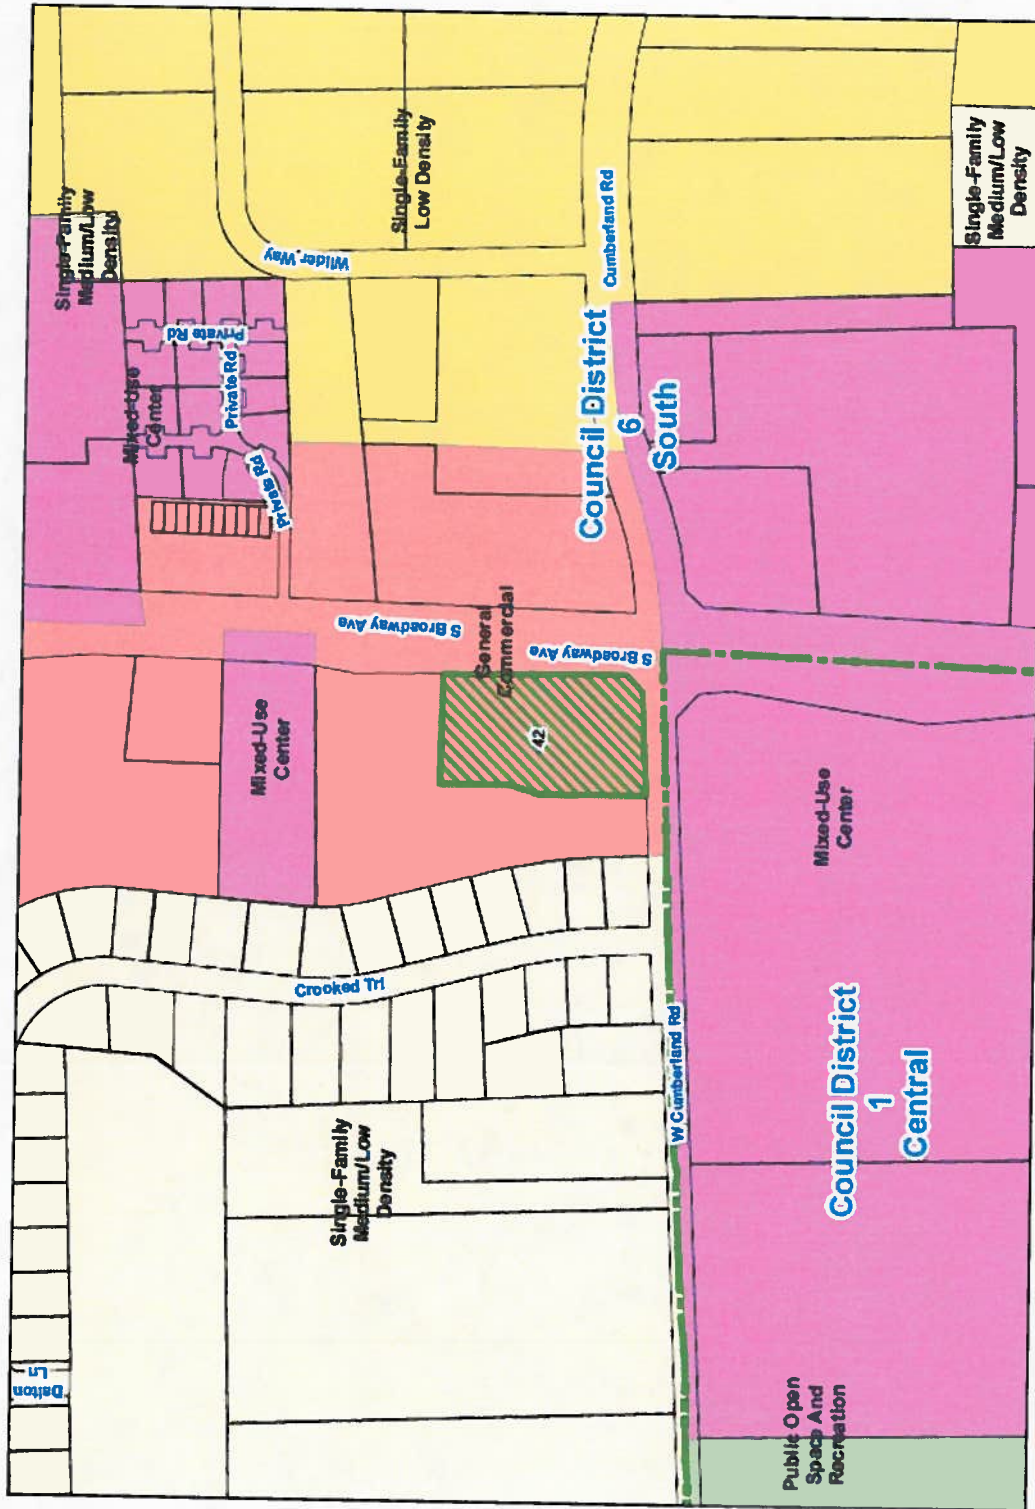 Single-Family
Medium/Low
Density
Mixed-Use
Center
Private Rd
Private Rd
Private Rd
Wilder Way
Single-Family
Low Density
Cumberland Rd
Single-Family
Medium/Low
Density
Council District
6
South
S Broadway Ave
General
Commercial
S Broadway Ave
42
Mixed-Use
Center
Mixed-Use
Center
Crooked Trl
W Cumberland Rd
Council District
1
Central
Single-Family
Medium/Low
Density
Dalton
Ln
Public Open
Space And
Recreation